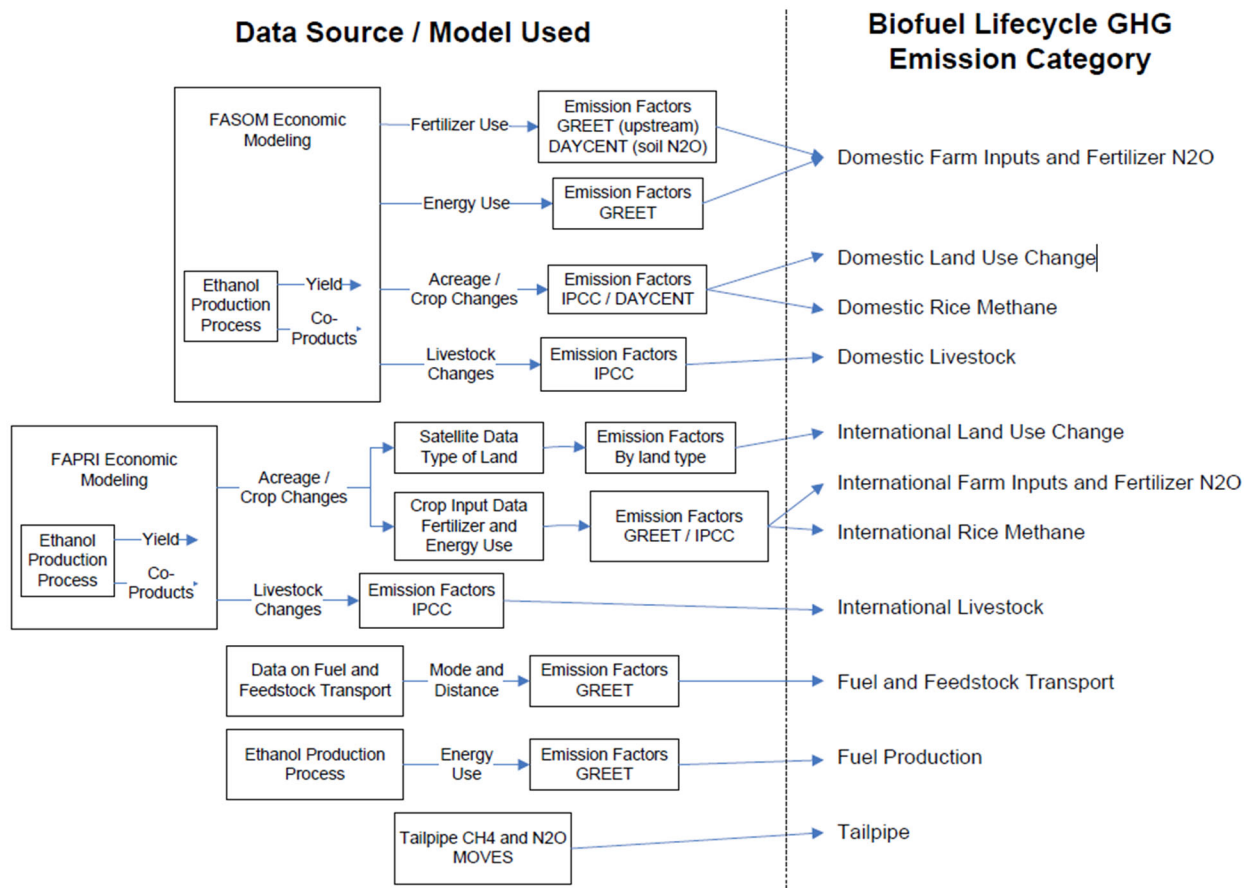 Data Source / Model Used
Biofuel Lifecycle GHG
Emission Category
FASOM Economic
Modeling
Fertilizer Use
Emission Factors
GREET (upstream)
DAYCENT (soil N2O)
Domestic Farm Inputs and Fertilizer N2O
Energy Use
Emission Factors
GREET
Ethanol
Production
Process
Yield
Co-
Products
Acreage /
Crop Changes
Emission Factors
IPCC / DAYCENT
Domestic Land Use Change
Domestic Rice Methane
Livestock
Changes
Emission Factors
IPCC
Domestic Livestock
FAPRI Economic
Modeling
Ethanol
Production
Process
Yield
Co-
Products
Acreage /
Crop Changes
Satellite Data
Type of Land
Emission Factors
By land type
International Land Use Change
Crop Input Data
Fertilizer and
Energy Use
Emission Factors
GREET / IPCC
International Farm Inputs and Fertilizer N2O
International Rice Methane
Livestock
Changes
Emission Factors
IPCC
International Livestock
Data on Fuel and
Feedstock Transport
Mode and
Distance
Emission Factors
GREET
Fuel and Feedstock Transport
Ethanol Production
Process
Energy
Use
Emission Factors
GREET
Fuel Production
Tailpipe CH4 and N2O
MOVES
Tailpipe